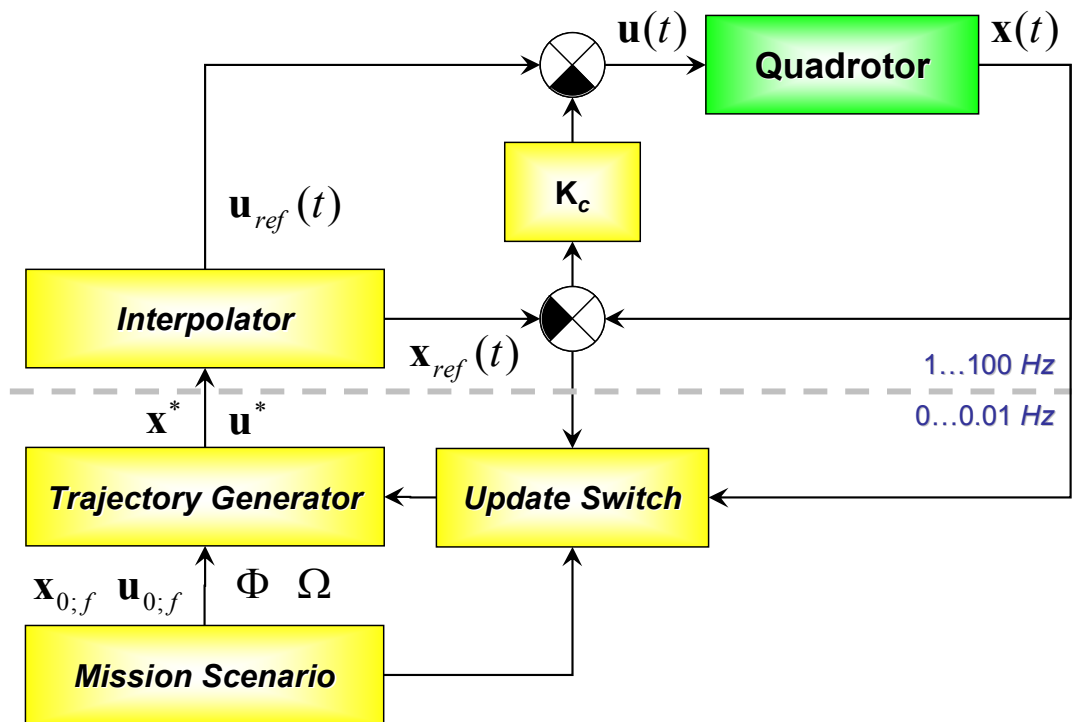 u(t)
x(t)
Quadrotor
K_c
u_ref(t)
Interpolator
x_ref(t)
1...100 Hz
0...0.01 Hz
x* u*
Trajectory Generator
Update Switch
x_0;f u_0;f Φ Ω
Mission Scenario